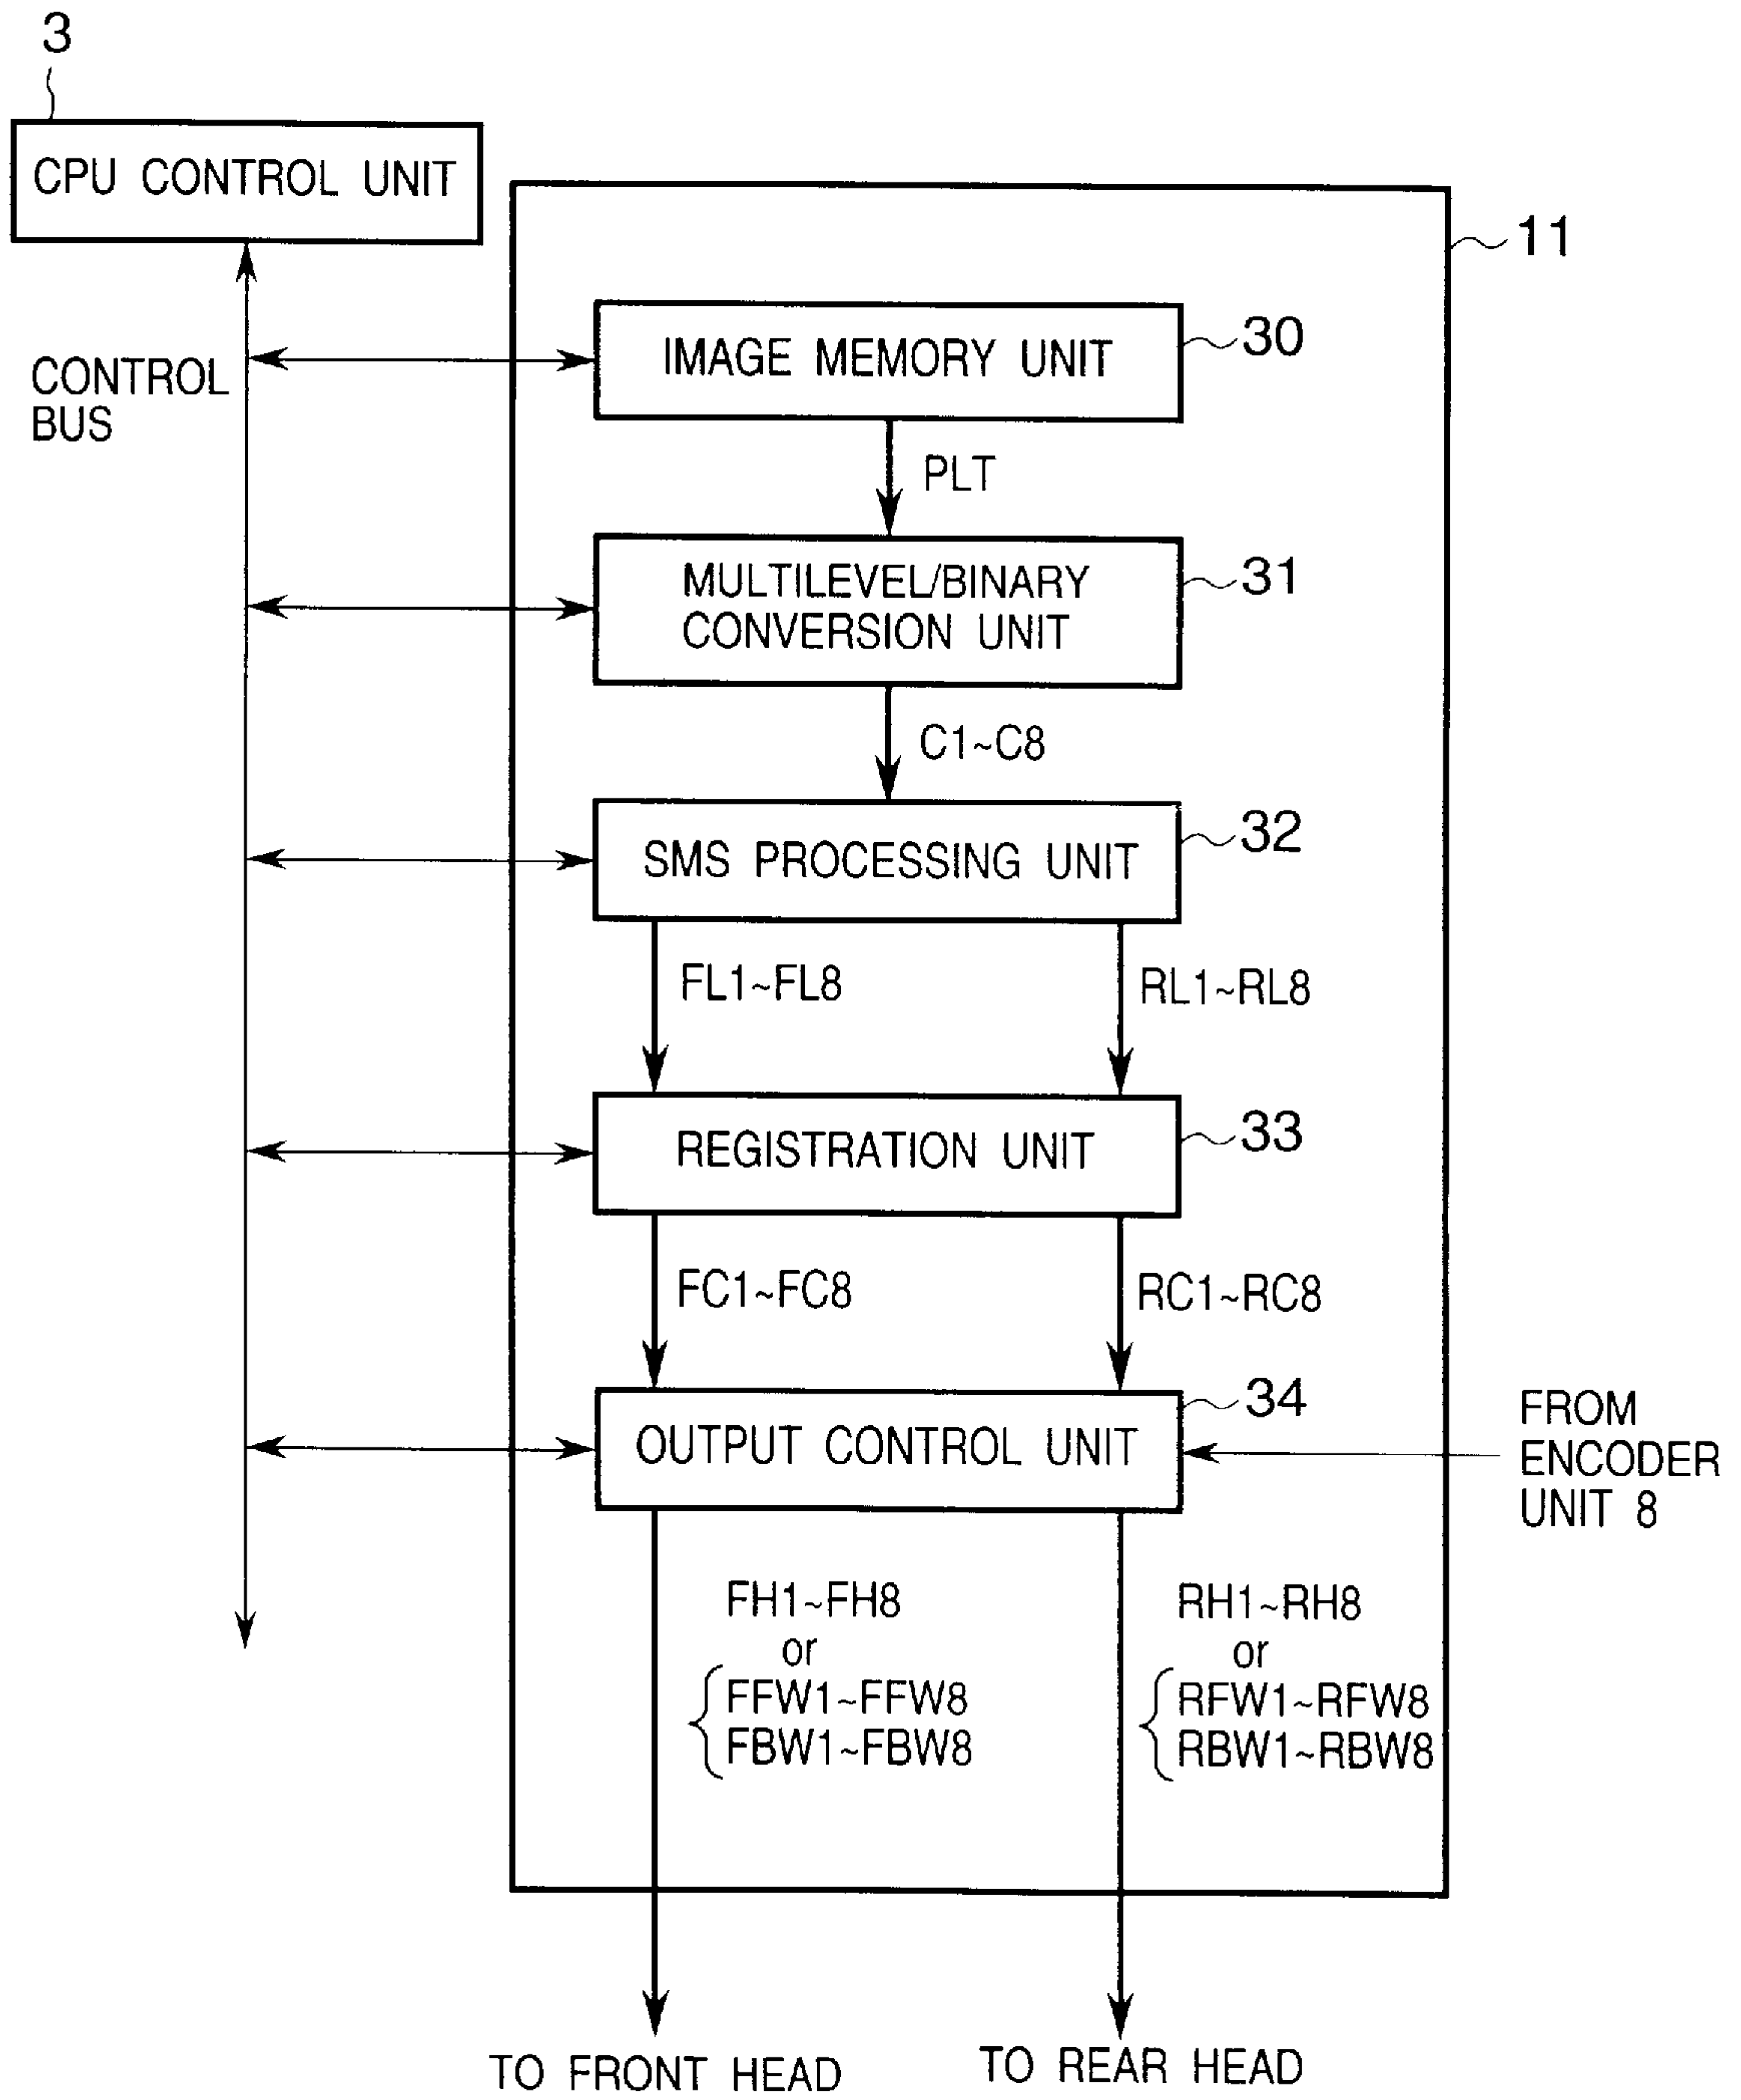 3
CPU CONTROL UNIT
11
CONTROL
BUS
IMAGE MEMORY UNIT
30
PLT
MULTILEVEL/BINARY
CONVERSION UNIT
31
C1~C8
SMS PROCESSING UNIT
32
FL1~FL8
RL1~RL8
REGISTRATION UNIT
33
FC1~FC8
RC1~RC8
OUTPUT CONTROL UNIT
34
FROM
ENCODER
UNIT 8
FH1~FH8
or
FFW1~FFW8
FBW1~FBW8
RH1~RH8
or
RFW1~RFW8
RBW1~RBW8
TO FRONT HEAD
TO REAR HEAD